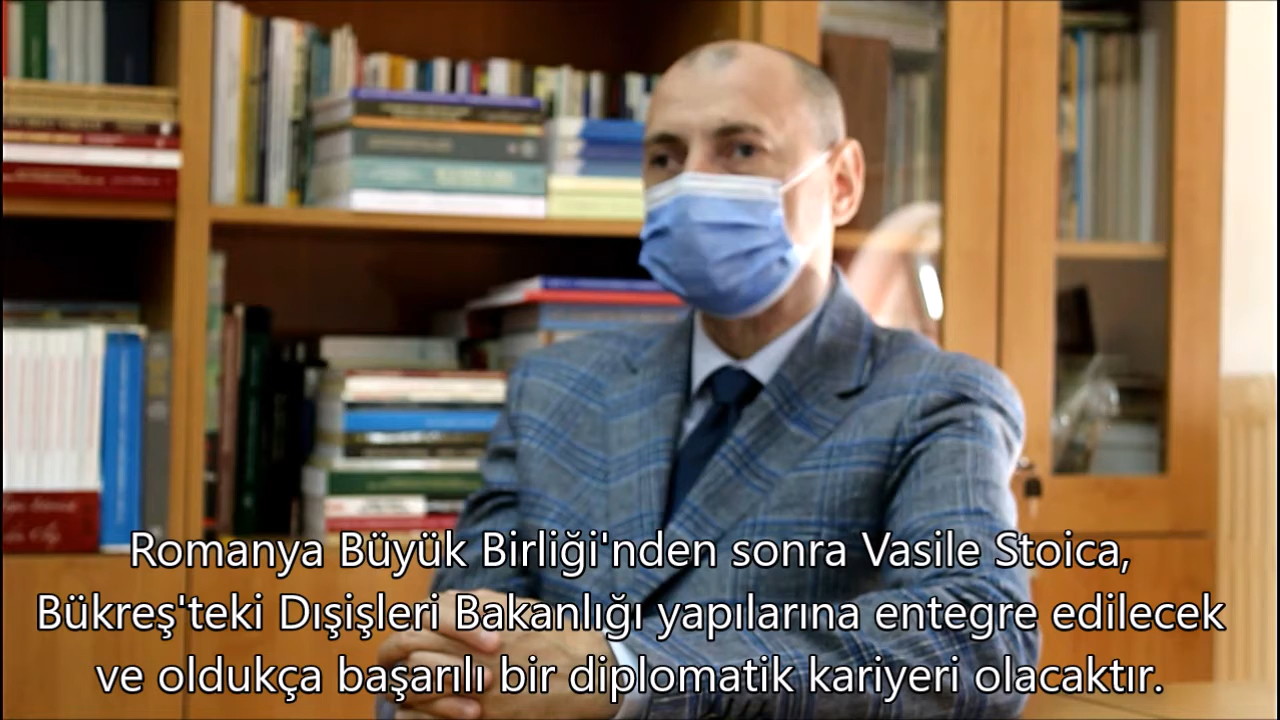 Romanya Büyük Birliği'nden sonra Vasile Stoica,
Bükreş'teki Dışişleri Bakanlığı yapılarına entegre edilecek
ve oldukça başarılı bir diplomatik kariyeri olacaktır.